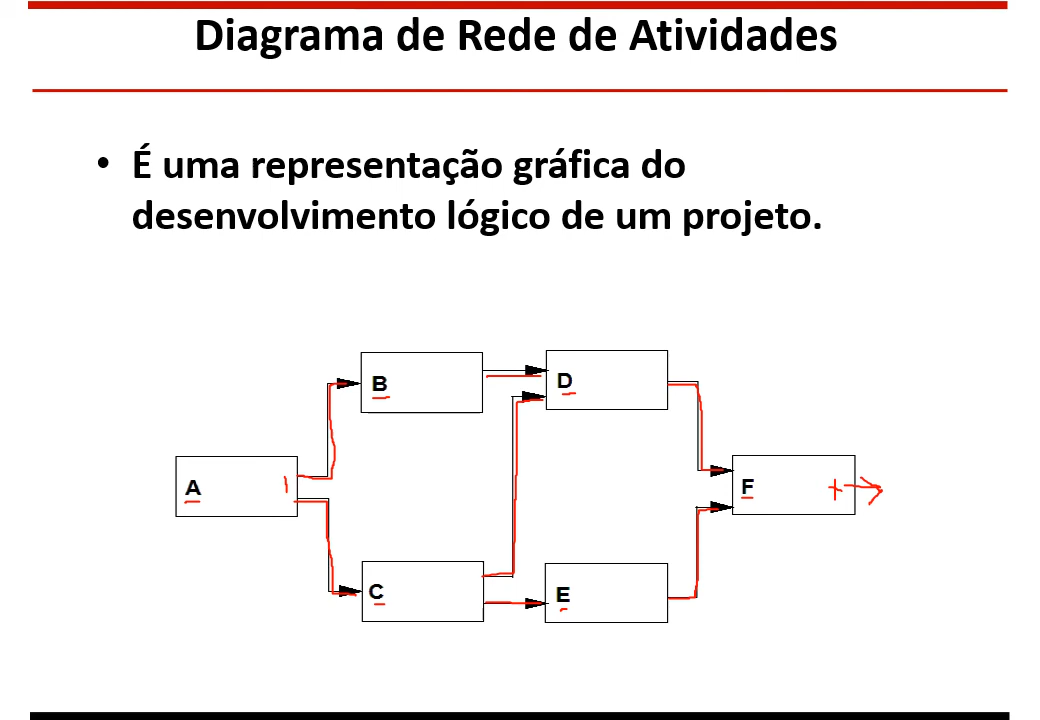 Diagrama de Rede de Atividades
• É uma representação gráfica do
desenvolvimento lógico de um projeto.
B
D
A
F
C
E